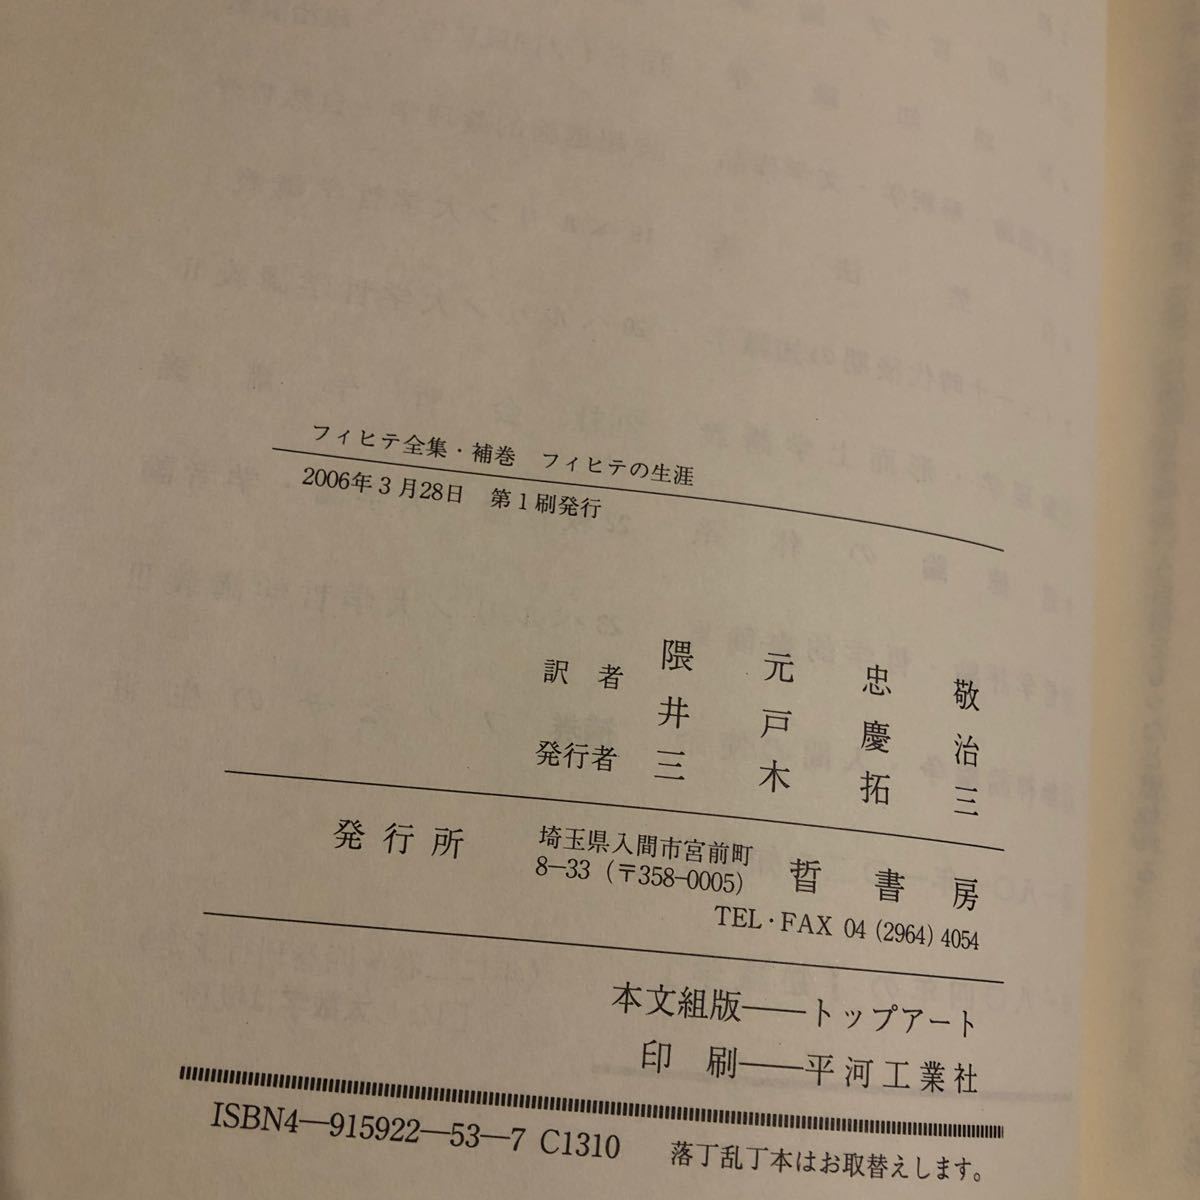 フィヒテ全集・補巻　フィヒテの生涯
2006年3月28日　第1刷発行
訳者　隈元忠敬
井戸慶治
発行者　三木拓三
発行所　埼玉県入間市宮前町
8—33（〒358-0005）　晢書房
TEL・FAX 04 (2964) 4054
本文組版——トップアート
印刷——平河工業社
ISBN4—915922—53—7 C1310　落丁乱丁本はお取替えします。